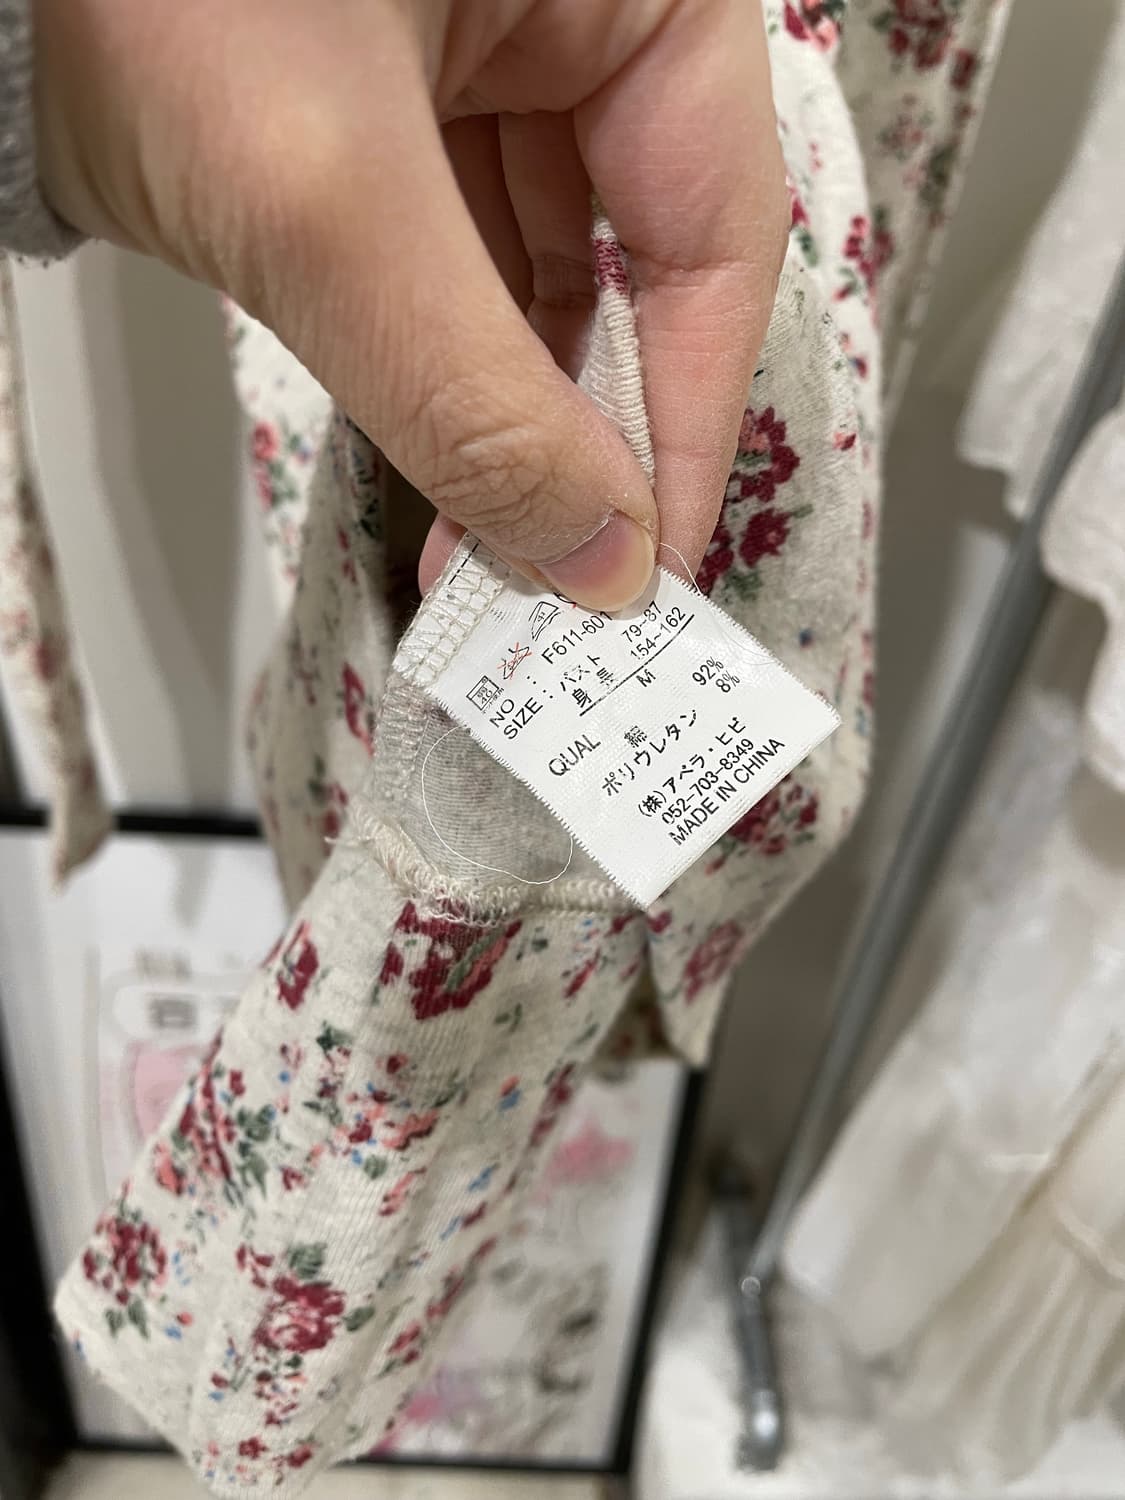 NO : F611-601
SIZE : バスト 79~87
身長 154~162
M
QUAL 綿 92%
ポリウレタン 8%
(株)アベラ・ヒビ
052-703-8349
MADE IN CHINA